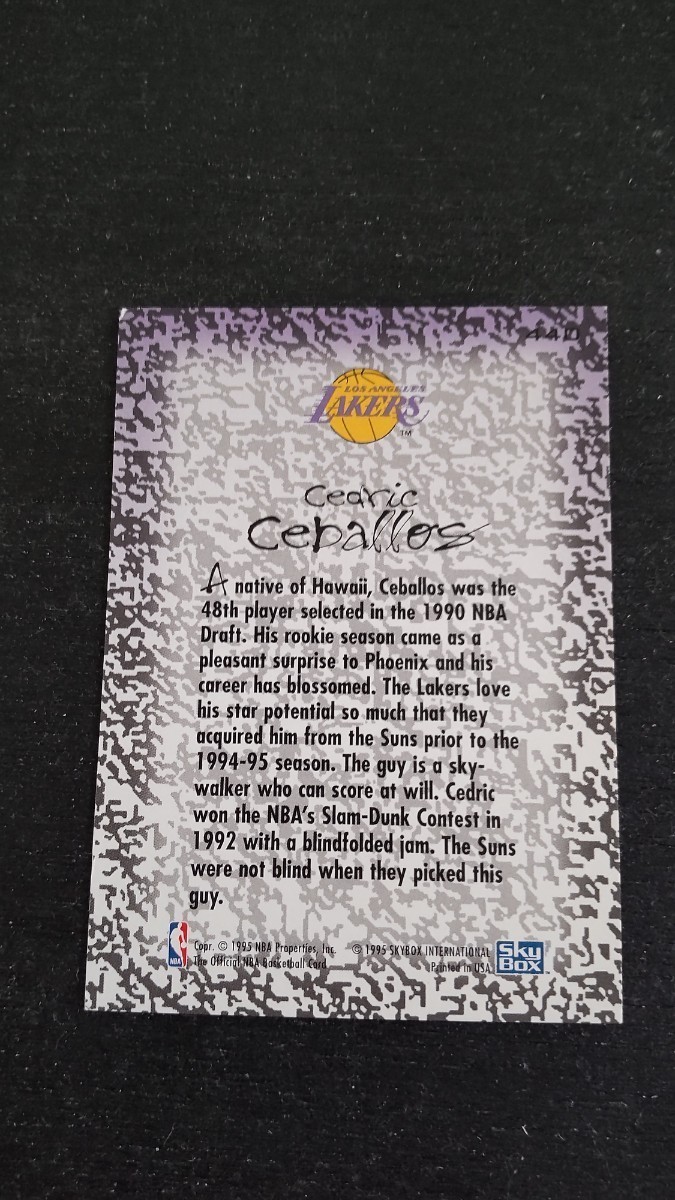 440
LOS ANGELES
LAKERS
TM
Cedric
Ceballos
A native of Hawaii, Ceballos was the
48th player selected in the 1990 NBA
Draft. His rookie season came as a
pleasant surprise to Phoenix and his
career has blossomed. The Lakers love
his star potential so much that they
acquired him from the Suns prior to the
1994-95 season. The guy is a sky-
walker who can score at will. Cedric
won the NBA's Slam-Dunk Contest in
1992 with a blindfolded jam. The Suns
were not blind when they picked this
guy.
NBA
Copr. © 1995 NBA Properties, Inc.
The Official NBA Basketball Card
© 1995 SKYBOX INTERNATIONAL
Printed in USA
Sky
Box